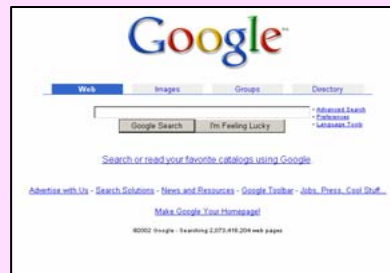 Google™
Web Images Groups Directory
• Advanced Search
• Preferences
• Language Tools
Google Search I'm Feeling Lucky
Search or read your favorite catalogs using Google.
Advertise with Us - Search Solutions - News and Resources - Google Toolbar - Jobs, Press, Cool Stuff...
Make Google Your Homepage!
©2002 Google - Searching 2,073,418,204 web pages